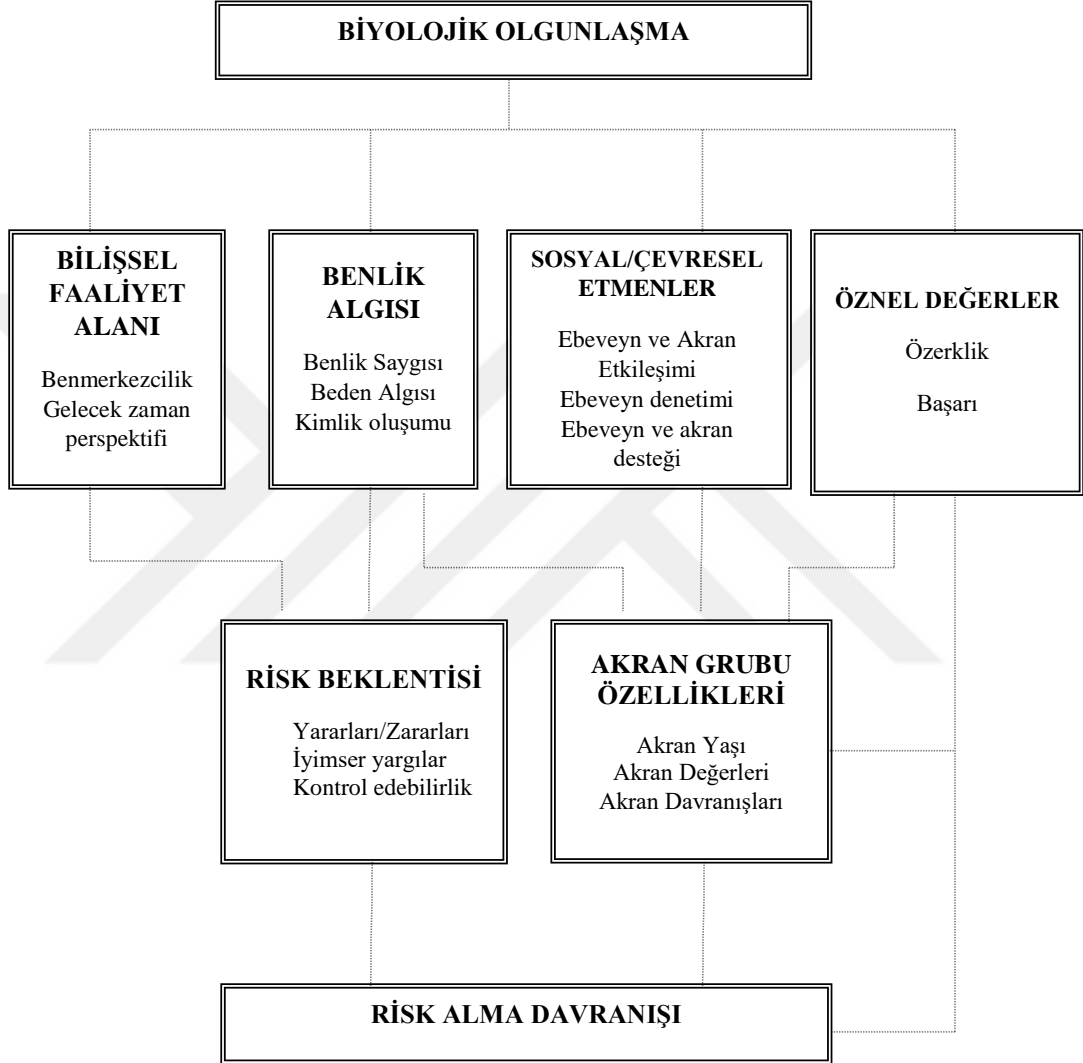 BİYOLOJİK OLGUNLAŞMA
BİLİŞSEL
FAALİYET
ALANI
Benmerkezcilik
Gelecek zaman
perspektifi
BENLİK
ALGISI
Benlik Saygısı
Beden Algısı
Kimlik oluşumu
SOSYAL/ÇEVRESEL
ETMENLER
Ebeveyn ve Akran
Etkileşimi
Ebeveyn denetimi
Ebeveyn ve akran
desteği
ÖZNEL DEĞERLER
Özerklik
Başarı
RİSK BEKLENTİSİ
Yararları/Zararları
İyimser yargılar
Kontrol edebilirlik
AKRAN GRUBU
ÖZELLİKLERİ
Akran Yaşı
Akran Değerleri
Akran Davranışları
RİSK ALMA DAVRANIŞI